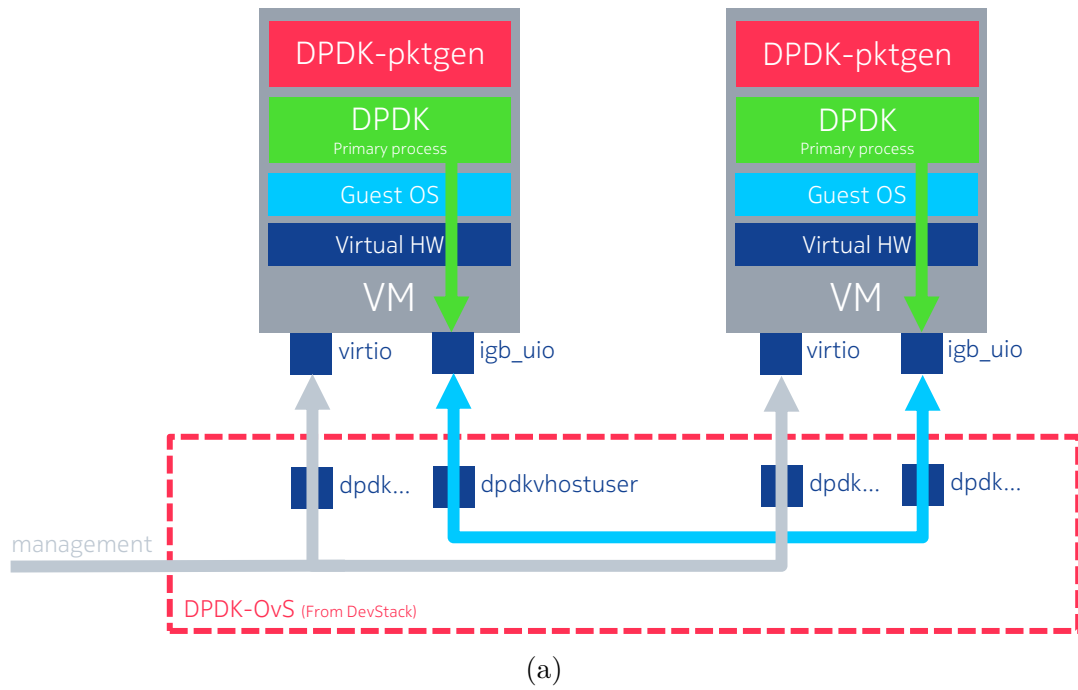 DPDK-pktgen
DPDK
Primary process
Guest OS
Virtual HW
VM
virtio
igb_uio
DPDK-pktgen
DPDK
Primary process
Guest OS
Virtual HW
VM
virtio
igb_uio
dpdk...
dpdkvhostuser
dpdk...
dpdk...
management
DPDK-OvS (From DevStack)
(a)